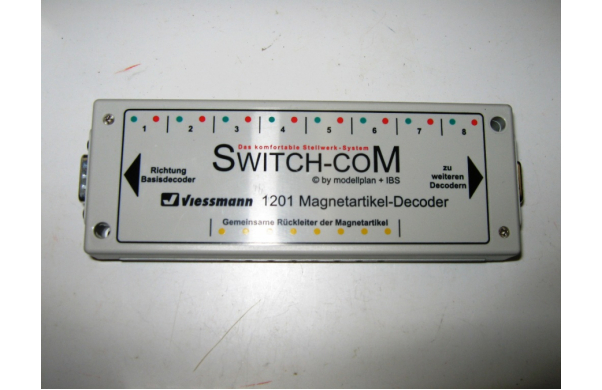 1 | 2 | 3 | 4 | 5 | 6 | 7 | 8
Das komfortable Stellwerk-System
SWITCH-COM
© by modellplan + IBS
Richtung
Basisdecoder
zu
weiteren
Decodern
Viessmann 1201 Magnetartikel-Decoder
Gemeinsame Rückleiter der Magnetartikel